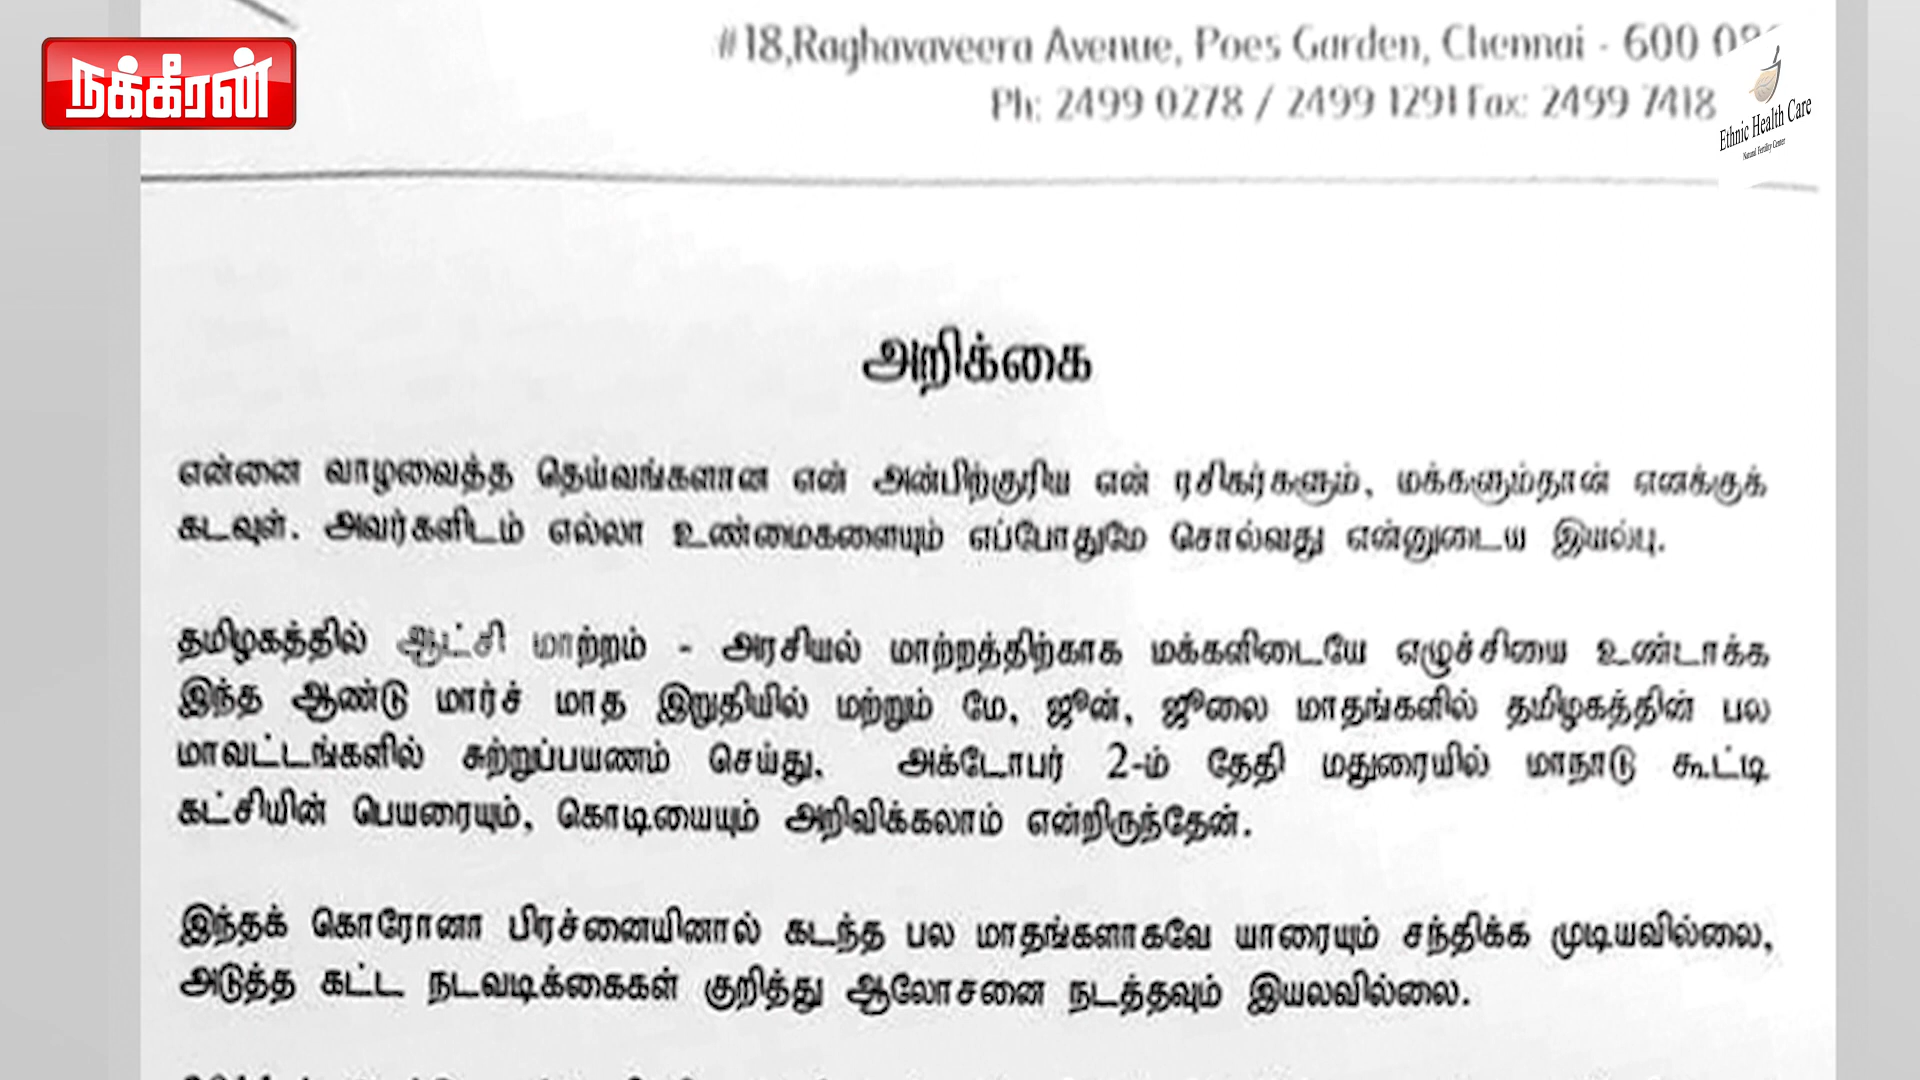 நக்கீரன்
#18,Raghavaveera Avenue, Poes Garden, Chennai - 600
Ph: 2499 0278 / 2499 1291 Fax: 2499 7418
Ethnic Health Care
Natural Fertility Center
அறிக்கை
என்னை வாழவைத்த தெய்வங்களான என் அன்பிற்குரிய என் ரசிகர்களும், மக்களும்தான் எனக்குக்
கடவுள். அவர்களிடம் எல்லா உண்மைகளையும் எப்போதுமே சொல்வது என்னுடைய இயல்பு.
தமிழகத்தில் ஆட்சி மாற்றம் - அரசியல் மாற்றத்திற்காக மக்களிடையே எழுச்சியை உண்டாக்க
இந்த ஆண்டு மார்ச் மாத இறுதியில் மற்றும் மே, ஜூன், ஜூலை மாதங்களில் தமிழகத்தின் பல
மாவட்டங்களில் சுற்றுப்பயணம் செய்து, அக்டோபர் 2-ம் தேதி மதுரையில் மாநாடு கூட்டி
கட்சியின் பெயரையும், கொடியையும் அறிவிக்கலாம் என்றிருந்தேன்.
இந்தக் கொரோனா பிரச்னையினால் கடந்த பல மாதங்களாகவே யாரையும் சந்திக்க முடியவில்லை,
அடுத்த கட்ட நடவடிக்கைகள் குறித்து ஆலோசனை நடத்தவும் இயலவில்லை.